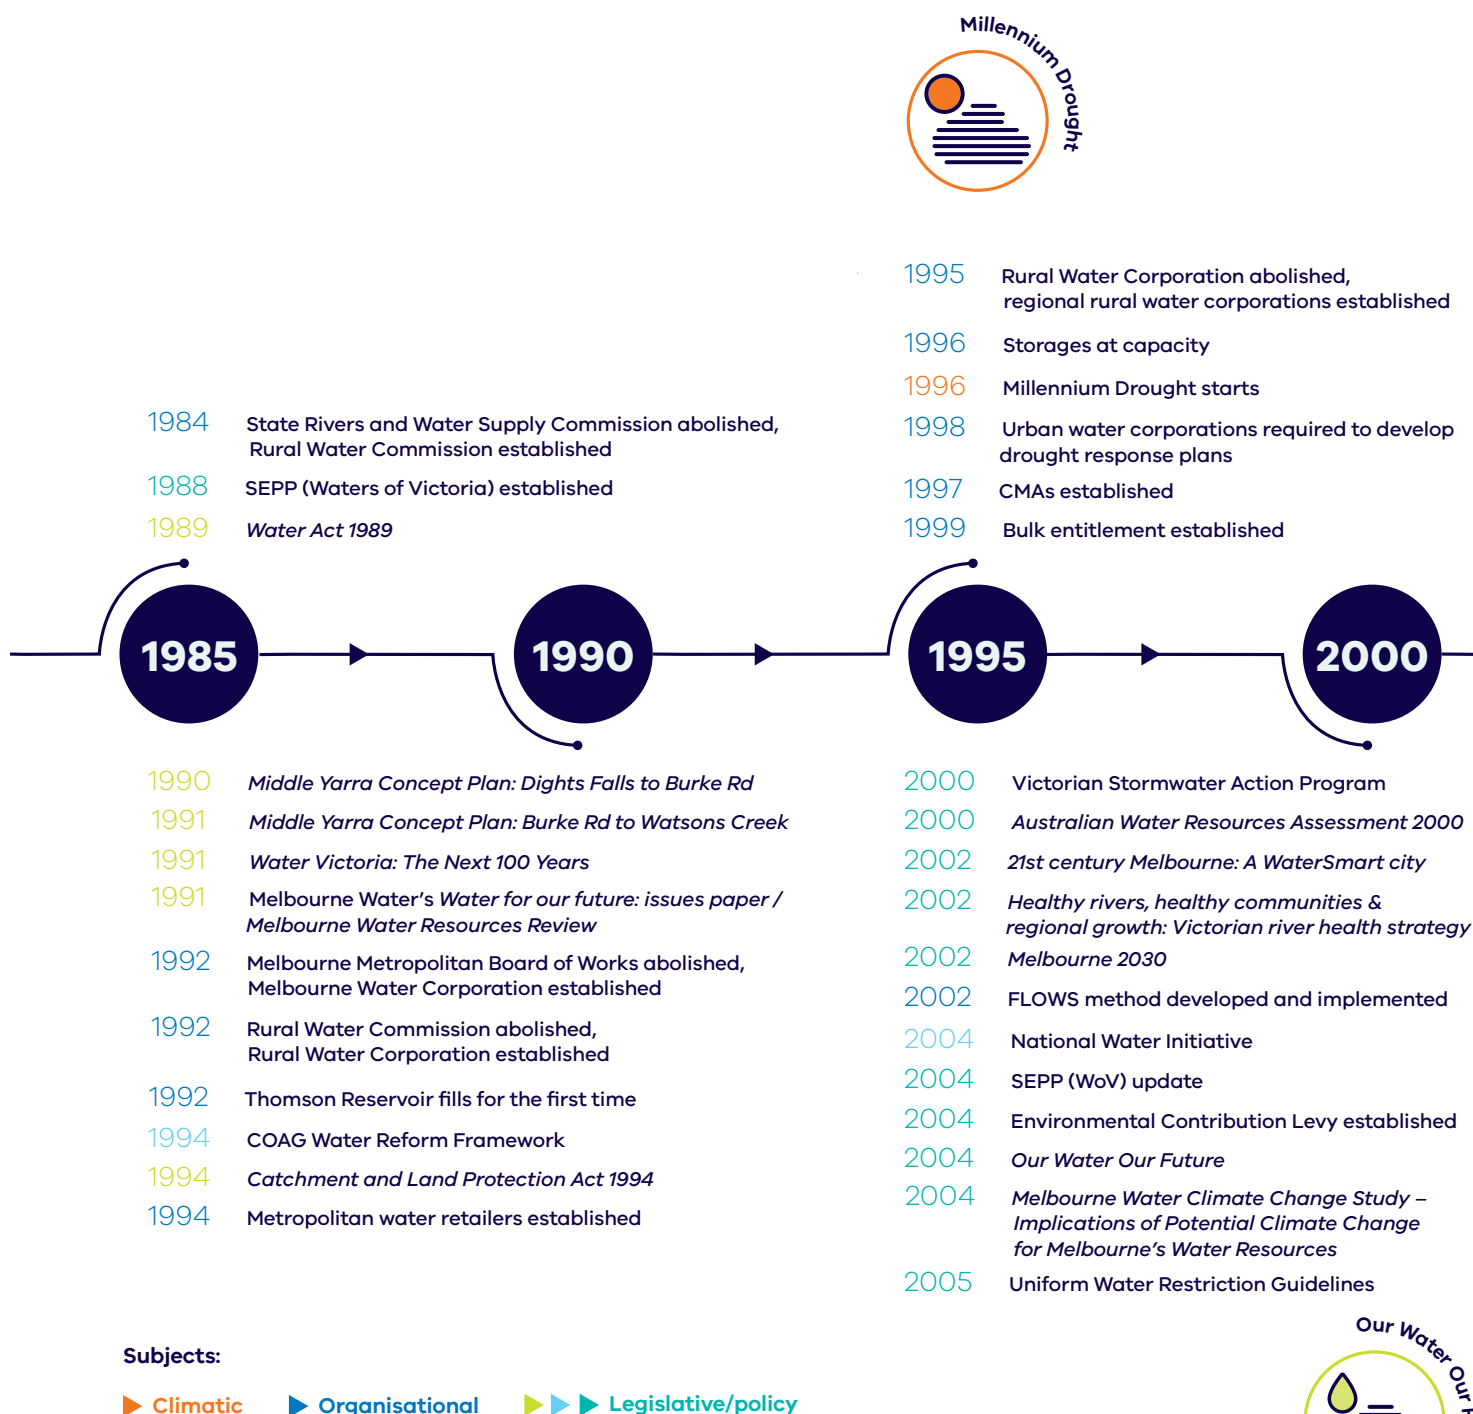 Millennium Drought
1995 Rural Water Corporation abolished,
regional rural water corporations established
1996 Storages at capacity
1996 Millennium Drought starts
1998 Urban water corporations required to develop
drought response plans
1997 CMAs established
1999 Bulk entitlement established
1984 State Rivers and Water Supply Commission abolished,
Rural Water Commission established
1988 SEPP (Waters of Victoria) established
1989 Water Act 1989
1985 1990 1995 2000
1990 Middle Yarra Concept Plan: Dights Falls to Burke Rd
1991 Middle Yarra Concept Plan: Burke Rd to Watsons Creek
1991 Water Victoria: The Next 100 Years
1991 Melbourne Water’s Water for our future: issues paper /
Melbourne Water Resources Review
1992 Melbourne Metropolitan Board of Works abolished,
Melbourne Water Corporation established
1992 Rural Water Commission abolished,
Rural Water Corporation established
1992 Thomson Reservoir fills for the first time
1994 COAG Water Reform Framework
1994 Catchment and Land Protection Act 1994
1994 Metropolitan water retailers established
2000 Victorian Stormwater Action Program
2000 Australian Water Resources Assessment 2000
2002 21st century Melbourne: A WaterSmart city
2002 Healthy rivers, healthy communities &
regional growth: Victorian river health strategy
2002 Melbourne 2030
2002 FLOWS method developed and implemented
2004 National Water Initiative
2004 SEPP (WoV) update
2004 Environmental Contribution Levy established
2004 Our Water Our Future
2004 Melbourne Water Climate Change Study –
Implications of Potential Climate Change
for Melbourne’s Water Resources
2005 Uniform Water Restriction Guidelines
Our Water Our
Subjects:
Climatic Organisational Legislative/policy